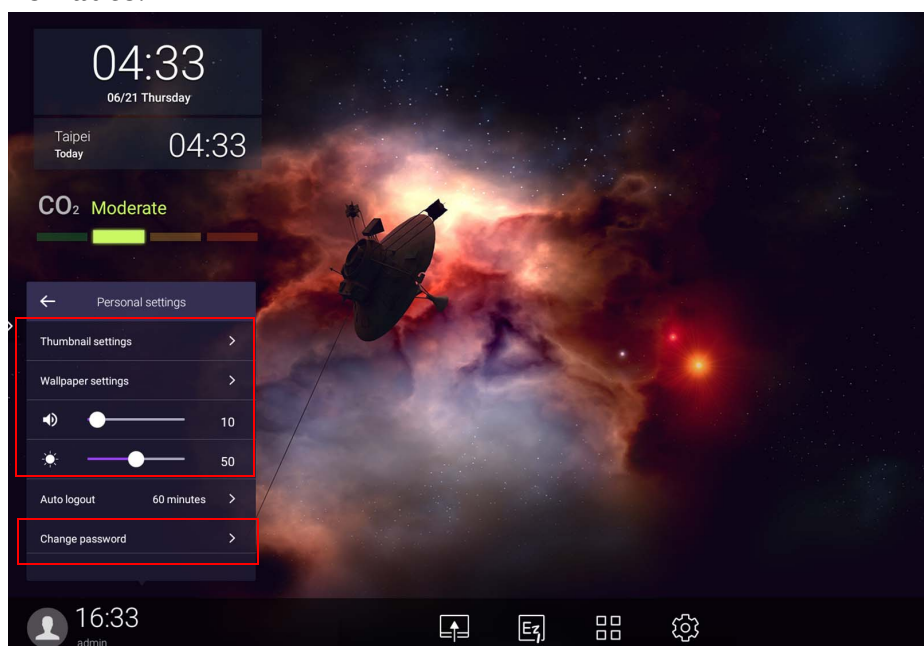 04:33
06/21 Thursday
Taipei
Today
04:33
CO₂ Moderate
Personal settings
Thumbnail settings
Wallpaper settings
10
50
Auto logout 60 minutes
Change password
16:33
admin